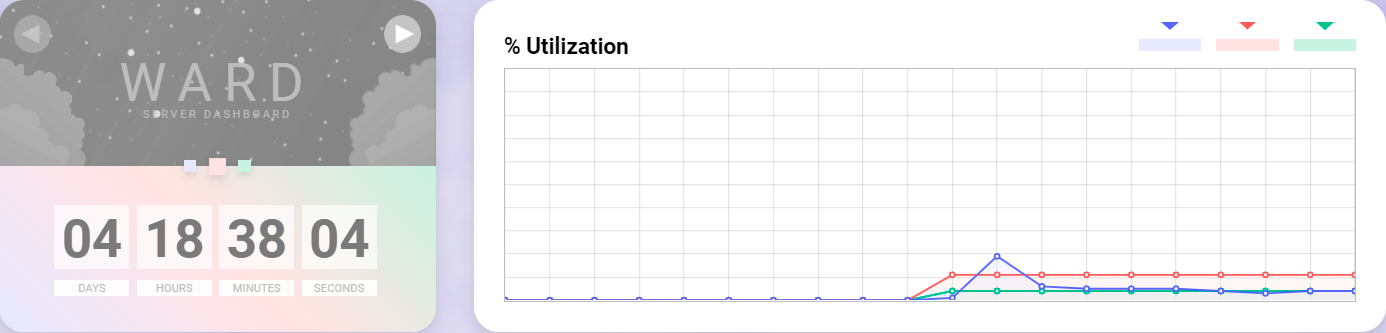 WARD
SERVER DASHBOARD
04 18 38 04
DAYS HOURS MINUTES SECONDS
% Utilization